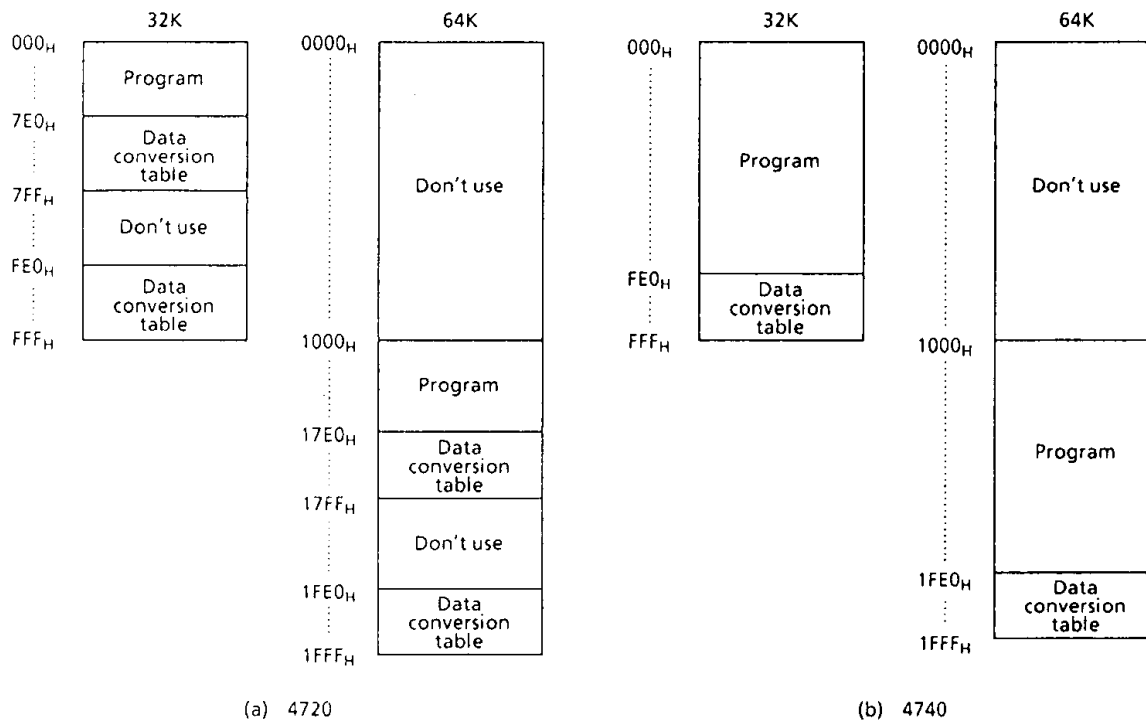 32K
000H
Program
7E0H
Data
conversion
table
7FFH
Don't use
FE0H
Data
conversion
table
FFFH
64K
0000H
Don't use
1000H
Program
17E0H
Data
conversion
table
17FFH
Don't use
1FE0H
Data
conversion
table
1FFFH
(a) 4720
32K
000H
Program
FE0H
Data
conversion
table
FFFH
64K
0000H
Don't use
1000H
Program
1FE0H
Data
conversion
table
1FFFH
(b) 4740